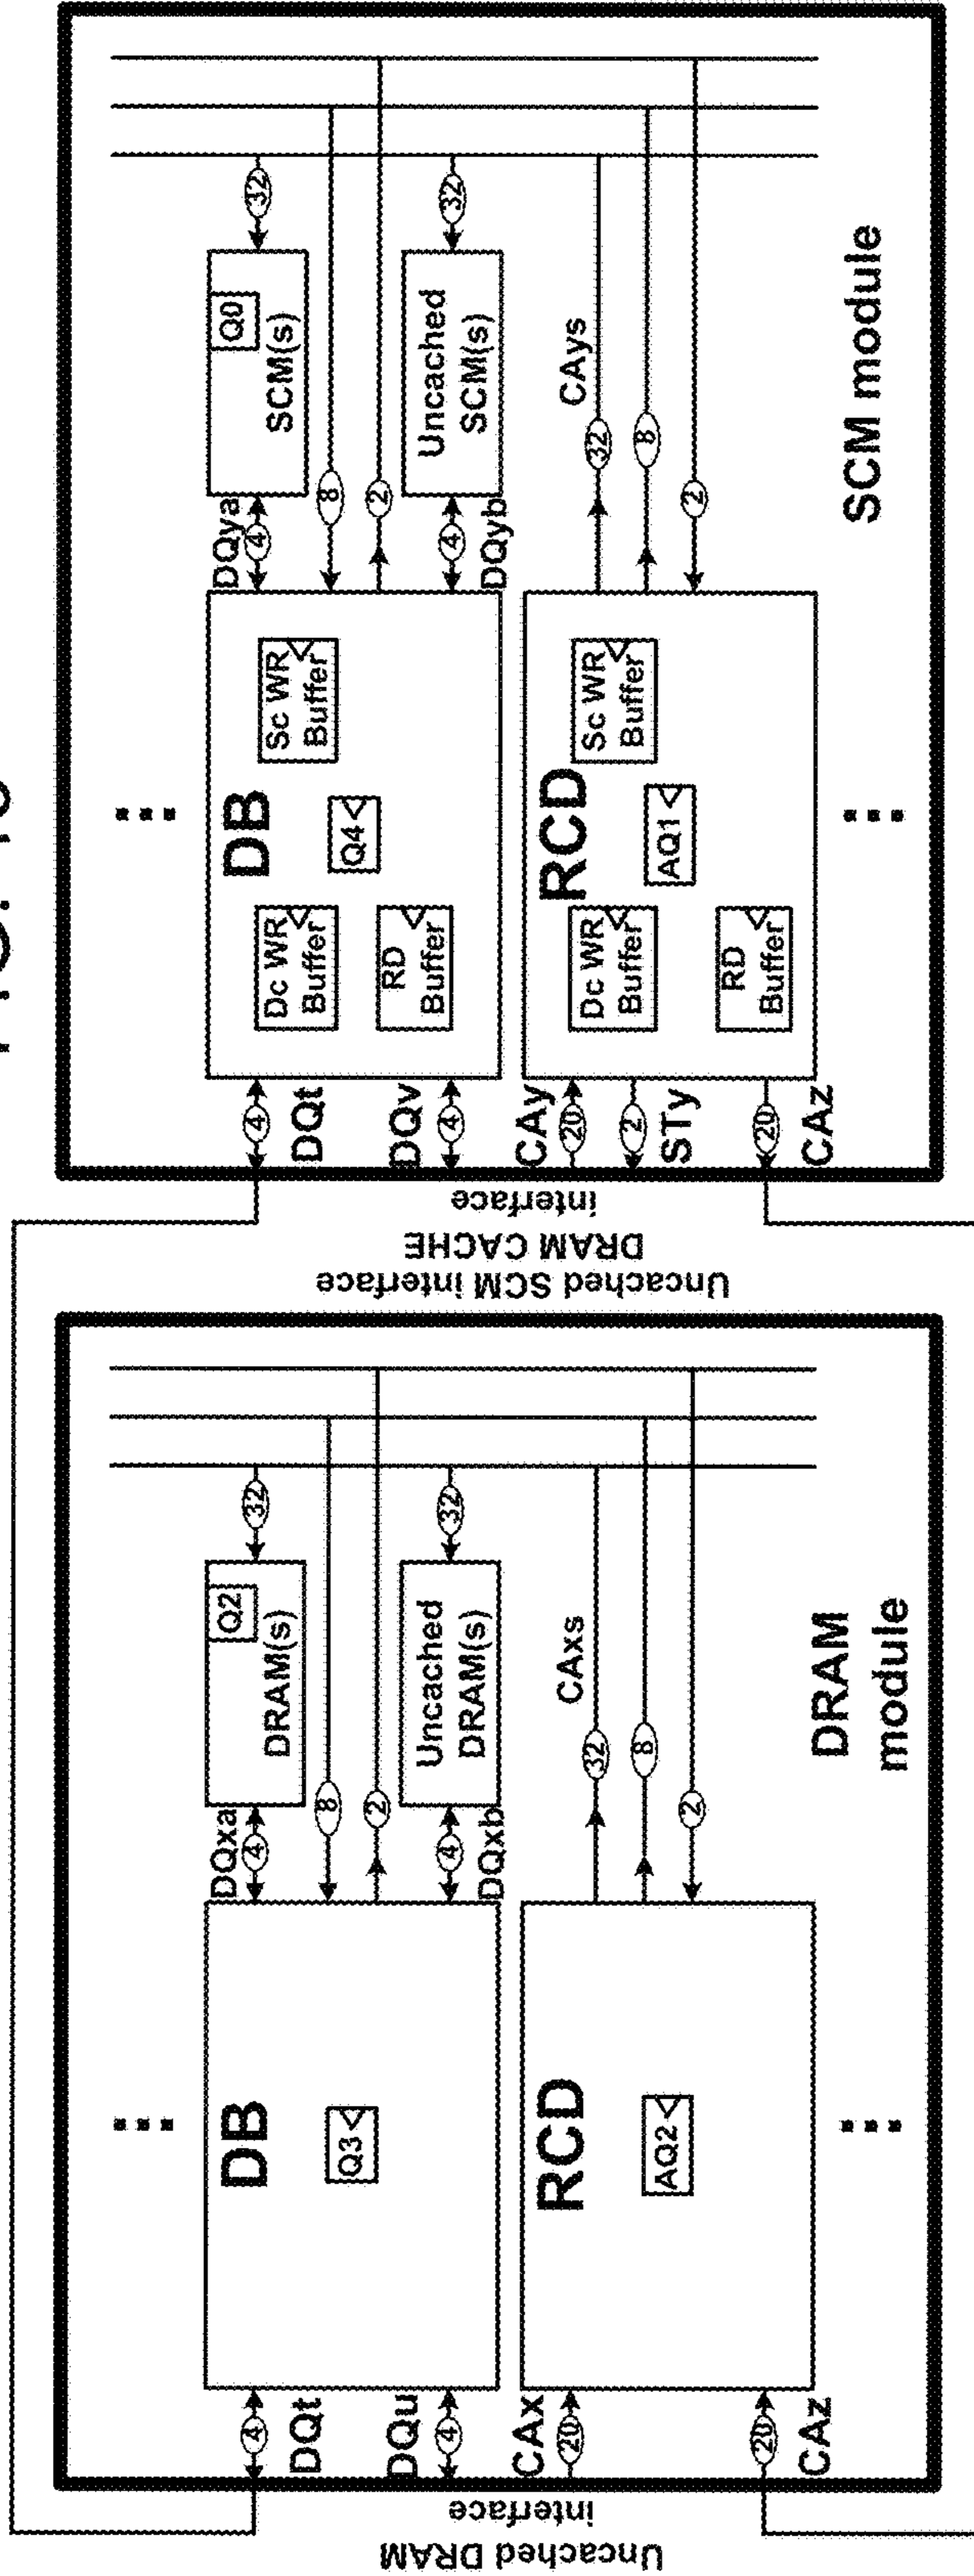 Uncached DRAM
interface
4
DQt
DQu
4
CAx
20
20
CAz
DB
Q3
RCD
AQ2
DQxa
4
8
2
4
DQxb
Q2
DRAM(s)
32
Uncached
DRAM(s)
32
CAxs
32
8
2
DRAM
module
Uncached SCM interface
DRAM CACHE
interface
4
DQt
DQv
4
CAy
20
2
STy
20
CAz
DB
Dc WR
Buffer
Sc WR
Buffer
Q4
RD
Buffer
RCD
Dc WR
Buffer
Sc WR
Buffer
AQ1
RD
Buffer
DQya
4
8
2
4
DQyb
Q0
SCM(s)
32
Uncached
SCM(s)
32
CAys
32
8
2
SCM module